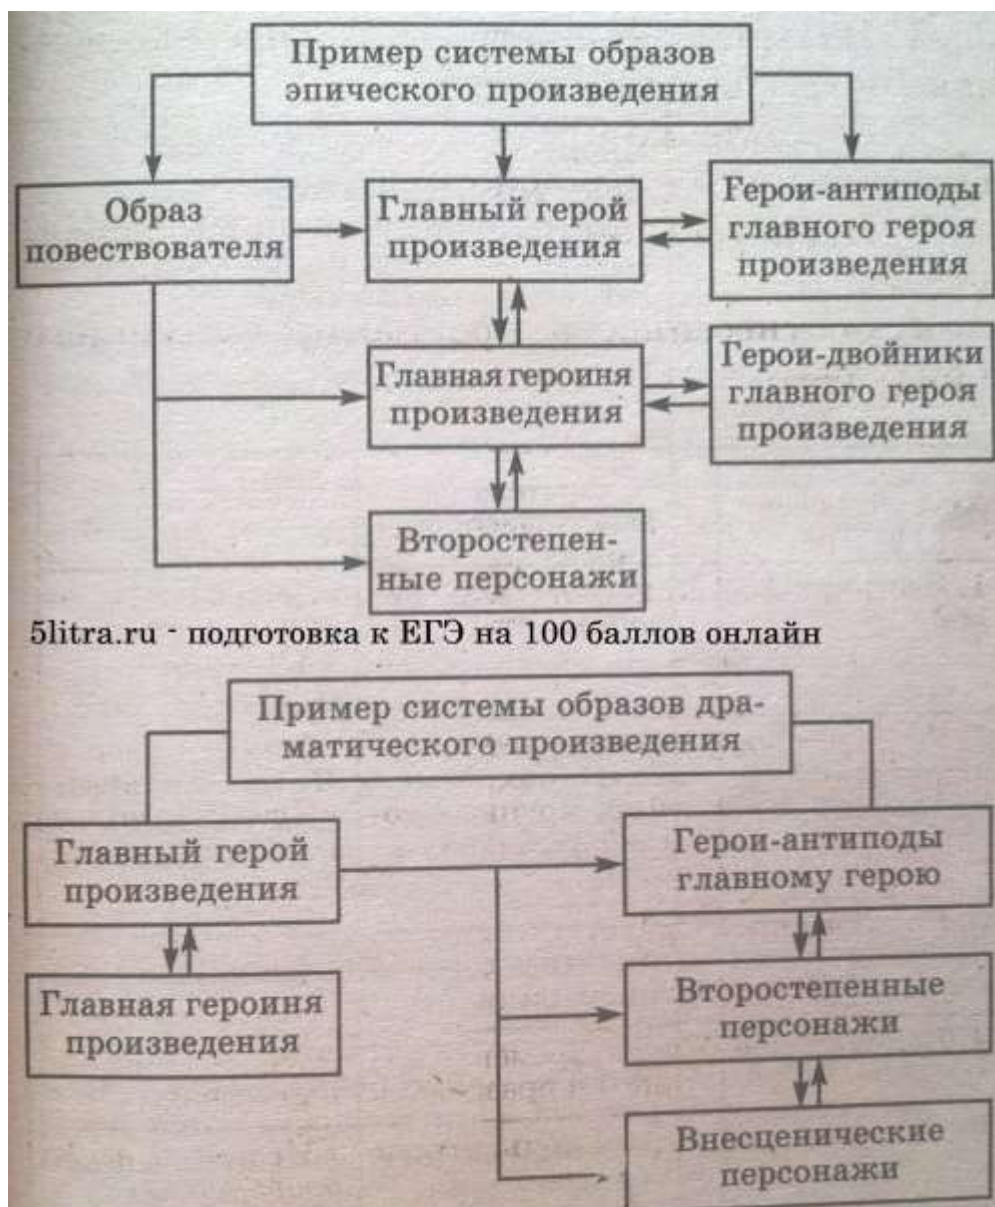 Пример системы образов
эпического произведения
Образ
повествователя
Главный герой
произведения
Герои-антиподы
главного героя
произведения
Главная героиня
произведения
Герои-двойники
главного героя
произведения
Второстепен-
ные персонажи
5litra.ru - подготовка к ЕГЭ на 100 баллов онлайн
Пример системы образов дра-
матического произведения
Главный герой
произведения
Герои-антиподы
главному герою
Главная героиня
произведения
Второстепенные
персонажи
Внесценические
персонажи